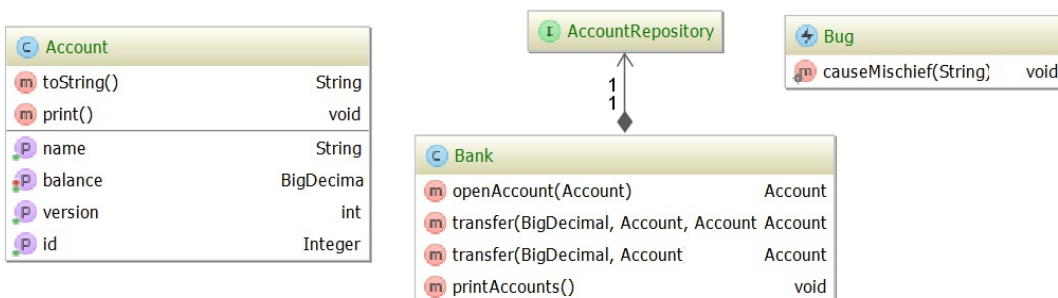 C Account
m toString() String
m print() void
P name String
P balance BigDecima
P version int
P id Integer
I AccountRepository
1
1
C Bank
m openAccount(Account) Account
m transfer(BigDecimal, Account, Account Account
m transfer(BigDecimal, Account Account
m printAccounts() void
Bug
m causeMischief(String) void